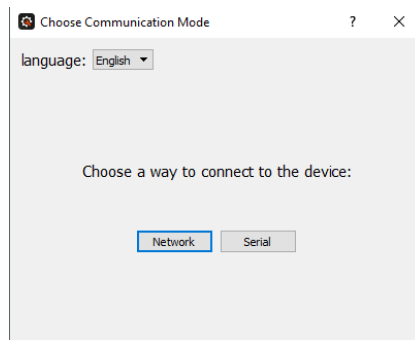 Choose Communication Mode
language: English
Choose a way to connect to the device:
Network Serial